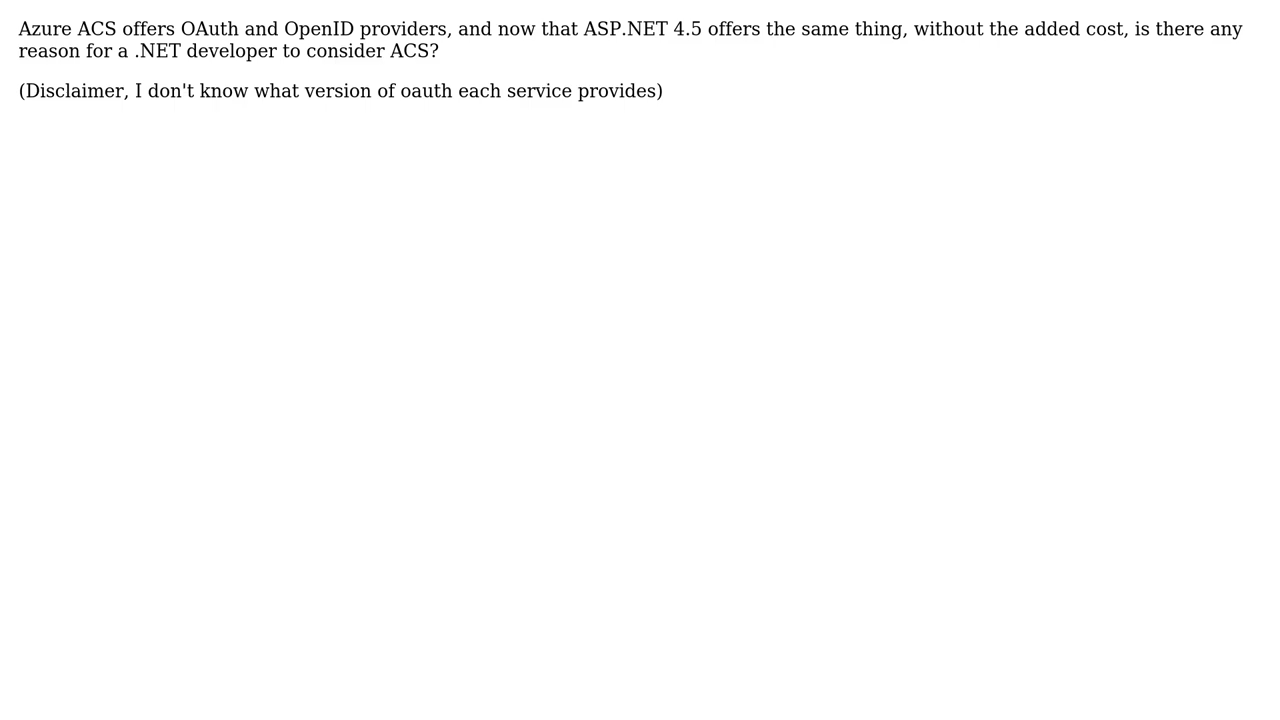 Azure ACS offers OAuth and OpenID providers, and now that ASP.NET 4.5 offers the same thing, without the added cost, is there any
reason for a .NET developer to consider ACS?
(Disclaimer, I don't know what version of oauth each service provides)